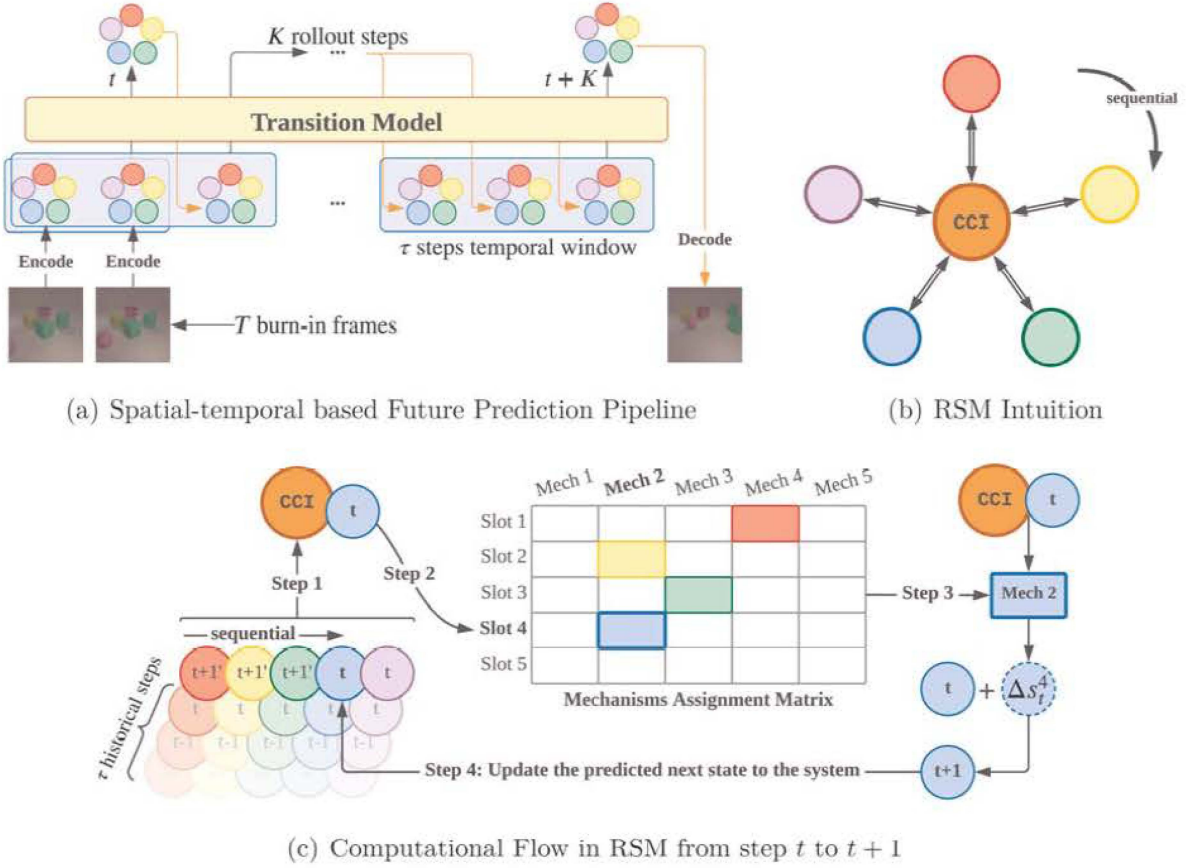 K rollout steps
...
t
t + K
Transition Model
...
τ steps temporal window
Encode
Encode
Decode
T burn-in frames
(a) Spatial-temporal based Future Prediction Pipeline
sequential
CCI
(b) RSM Intuition
CCI
t
Step 1
Step 2
sequential
t+1'
t+1'
t+1'
t
t
t
t
t
t
t
t-1
t-1
t-1
t-1
t-1
τ historical steps
Mech 1
Mech 2
Mech 3
Mech 4
Mech 5
Slot 1
Slot 2
Slot 3
Slot 4
Slot 5
Mechanisms Assignment Matrix
Step 3
CCI
t
Mech 2
t
+
Δs_t^4
t+1
Step 4: Update the predicted next state to the system
(c) Computational Flow in RSM from step t to t + 1